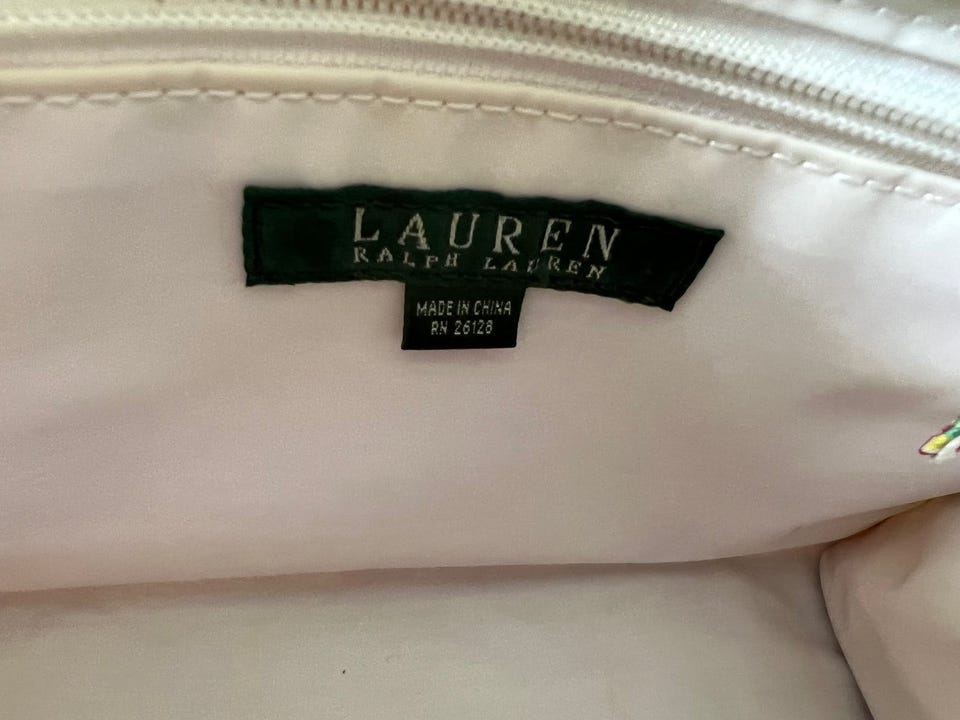 LAUREN
RALPH LAUREN
MADE IN CHINA
RN 26128